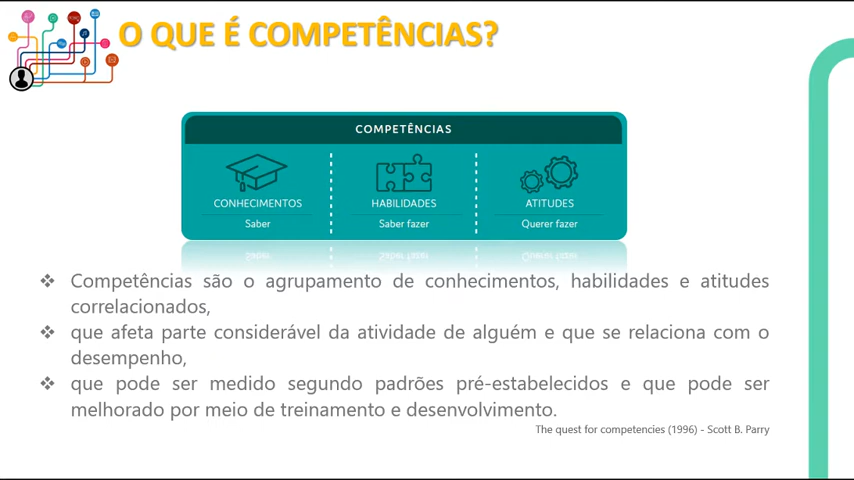 O QUE É COMPETÊNCIAS?
COMPETÊNCIAS
CONHECIMENTOS
Saber
HABILIDADES
Saber fazer
ATITUDES
Querer fazer
❖ Competências são o agrupamento de conhecimentos, habilidades e atitudes
correlacionados,
❖ que afeta parte considerável da atividade de alguém e que se relaciona com o
desempenho,
❖ que pode ser medido segundo padrões pré-estabelecidos e que pode ser
melhorado por meio de treinamento e desenvolvimento.
The quest for competencies (1996) - Scott B. Parry